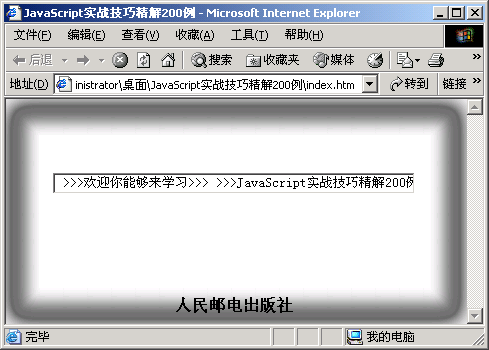 JavaScript实战技巧精解200例 - Microsoft Internet Explorer
文件(F) 编辑(E) 查看(V) 收藏(A) 工具(T) 帮助(H)
后退 搜索 收藏夹 媒体
地址(D) inistrator\桌面\JavaScript实战技巧精解200例\index.htm 转到 链接 »
>>>欢迎你能够来学习>>> >>>JavaScript实战技巧精解200例
人民邮电出版社
完毕 我的电脑